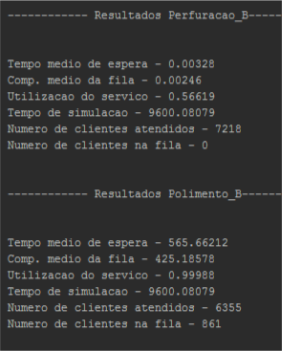 ------------ Resultados Perfuracao_B-----
Tempo medio de espera - 0.00328
Comp. medio da fila - 0.00246
Utilizacao do servico - 0.56619
Tempo de simulacao - 9600.08079
Numero de clientes atendidos - 7218
Numero de clientes na fila - 0
------------ Resultados Polimento_B------
Tempo medio de espera - 565.66212
Comp. medio da fila - 425.18578
Utilizacao do servico - 0.99988
Tempo de simulacao - 9600.08079
Numero de clientes atendidos - 6355
Numero de clientes na fila - 861